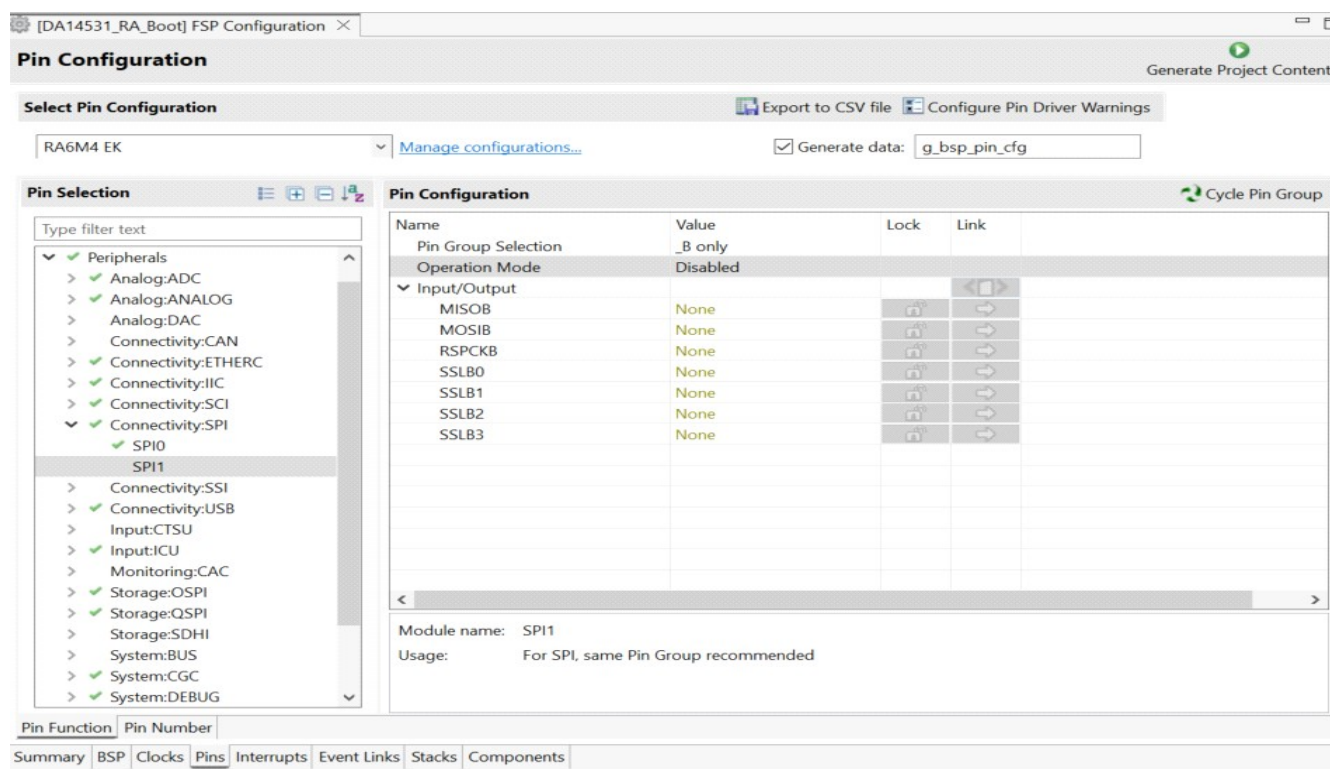 [DA14531_RA_Boot] FSP Configuration
Pin Configuration
Generate Project Content
Select Pin Configuration
Export to CSV file Configure Pin Driver Warnings
RA6M4 EK Manage configurations... Generate data: g_bsp_pin_cfg
Pin Selection
Type filter text
Peripherals
Analog:ADC
Analog:ANALOG
Analog:DAC
Connectivity:CAN
Connectivity:ETHERC
Connectivity:IIC
Connectivity:SCI
Connectivity:SPI
SPI0
SPI1
Connectivity:SSI
Connectivity:USB
Input:CTSU
Input:ICU
Monitoring:CAC
Storage:OSPI
Storage:QSPI
Storage:SDHI
System:BUS
System:CGC
System:DEBUG
Pin Configuration Cycle Pin Group
Name Value Lock Link
Pin Group Selection _B only
Operation Mode Disabled
Input/Output
MISOB None
MOSIB None
RSPCKB None
SSLB0 None
SSLB1 None
SSLB2 None
SSLB3 None
Module name: SPI1
Usage: For SPI, same Pin Group recommended
Pin Function Pin Number
Summary BSP Clocks Pins Interrupts Event Links Stacks Components